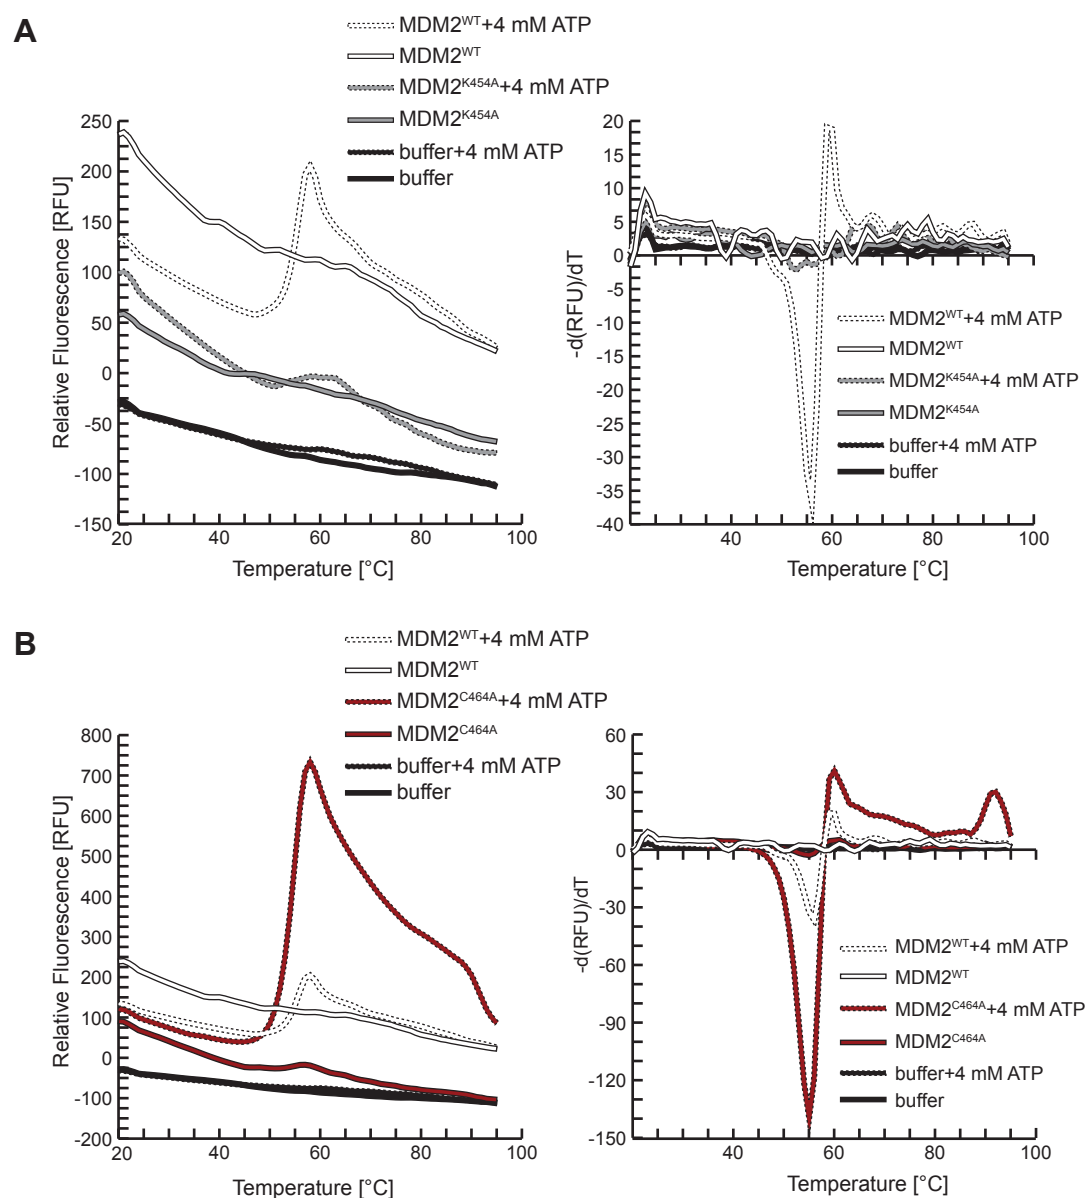 A
MDM2WT+4 mM ATP
MDM2WT
MDM2K454A+4 mM ATP
MDM2K454A
buffer+4 mM ATP
buffer
Relative Fluorescence [RFU]
250
200
150
100
50
0
-50
-100
-150
20
40
60
80
100
Temperature [°C]
-d(RFU)/dT
20
15
10
5
0
-5
-10
-15
-20
-25
-30
-35
-40
20
40
60
80
100
Temperature [°C]
MDM2WT+4 mM ATP
MDM2WT
MDM2K454A+4 mM ATP
MDM2K454A
buffer+4 mM ATP
buffer
B
MDM2WT+4 mM ATP
MDM2WT
MDM2C464A+4 mM ATP
MDM2C464A
buffer+4 mM ATP
buffer
Relative Fluorescence [RFU]
800
700
600
500
400
300
200
100
0
-100
-200
20
40
60
80
100
Temperature [°C]
-d(RFU)/dT
60
30
0
-30
-60
-90
-120
-150
20
40
60
80
100
Temperature [°C]
MDM2WT+4 mM ATP
MDM2WT
MDM2C464A+4 mM ATP
MDM2C464A
buffer+4 mM ATP
buffer